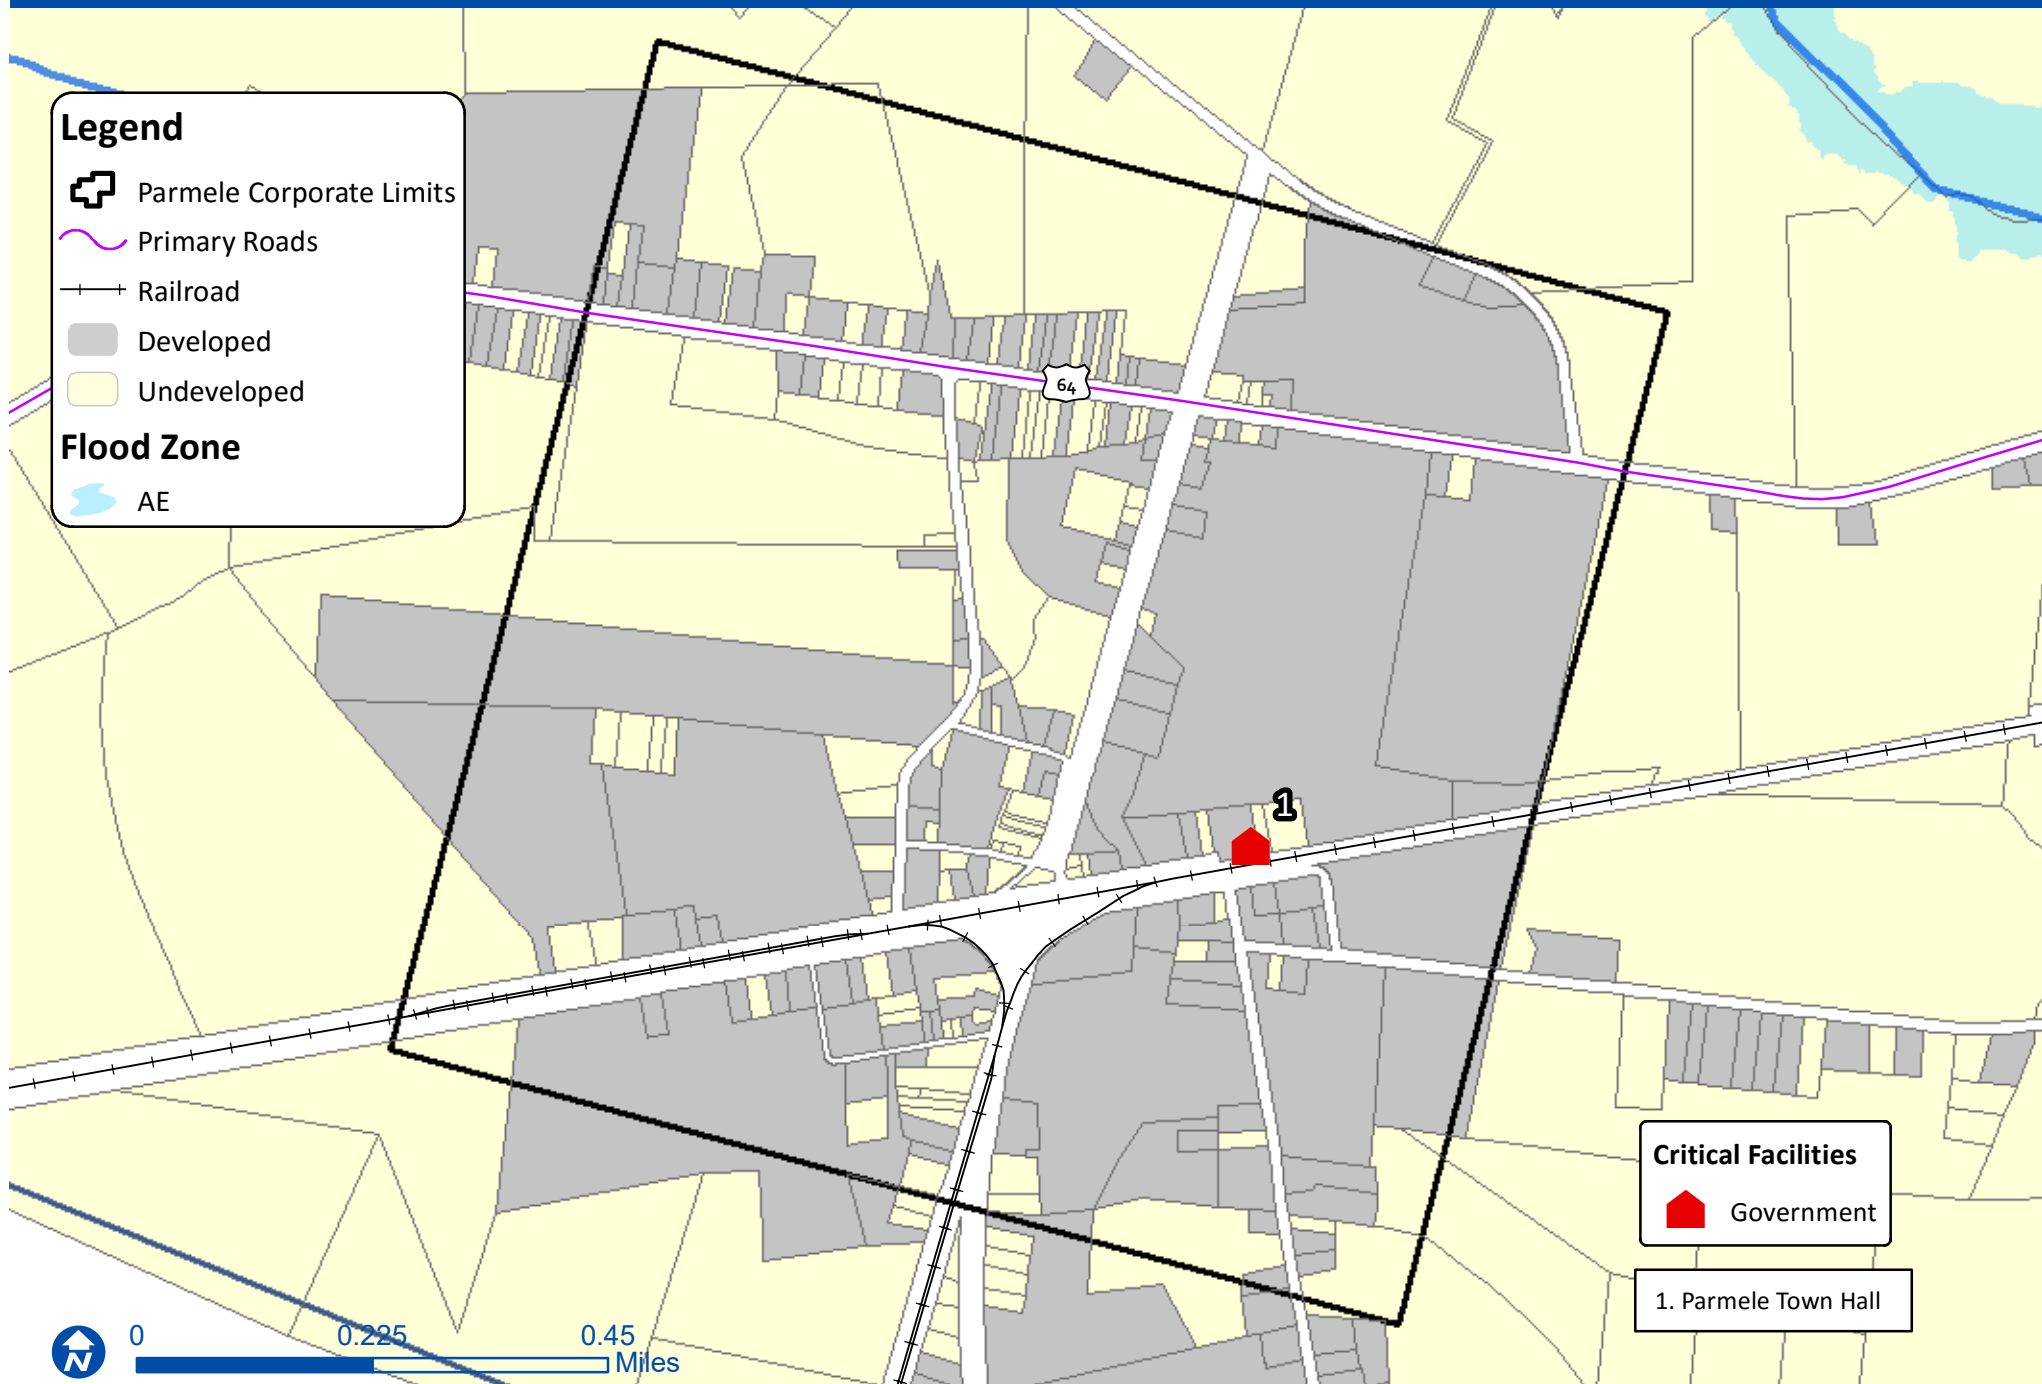 Legend
Parmele Corporate Limits
Primary Roads
Railroad
Developed
Undeveloped
Flood Zone
AE
64
1
Critical Facilities
Government
1. Parmele Town Hall
N
0 0.225 0.45
Miles